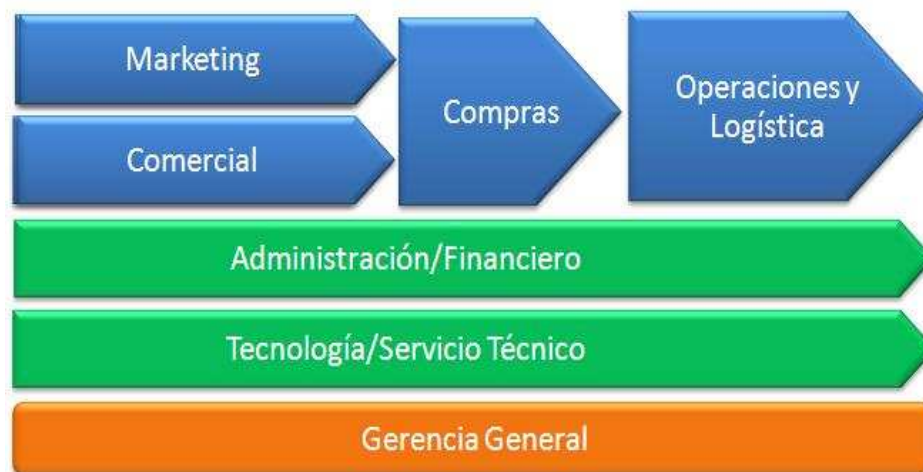 Marketing
Comercial
Compras
Operaciones y
Logística
Administración/Financiero
Tecnología/Servicio Técnico
Gerencia General